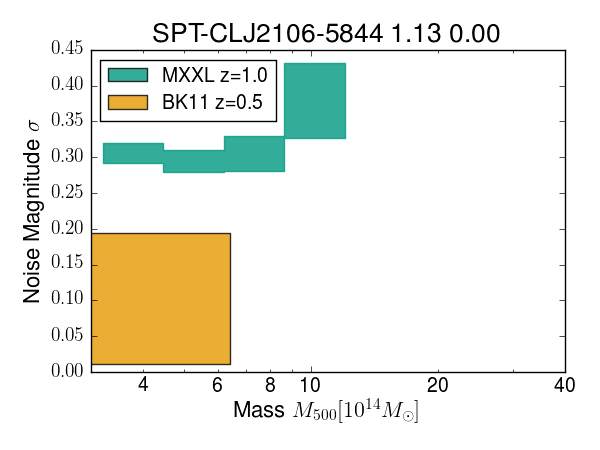 SPT-CLJ2106-5844 1.13 0.00
0.45
0.40
0.35
0.30
0.25
0.20
0.15
0.10
0.05
0.00
Noise Magnitude σ
MXXL z=1.0
BK11 z=0.5
4 6 8 10 20 40
Mass M₅₀₀[10¹⁴M⊙]